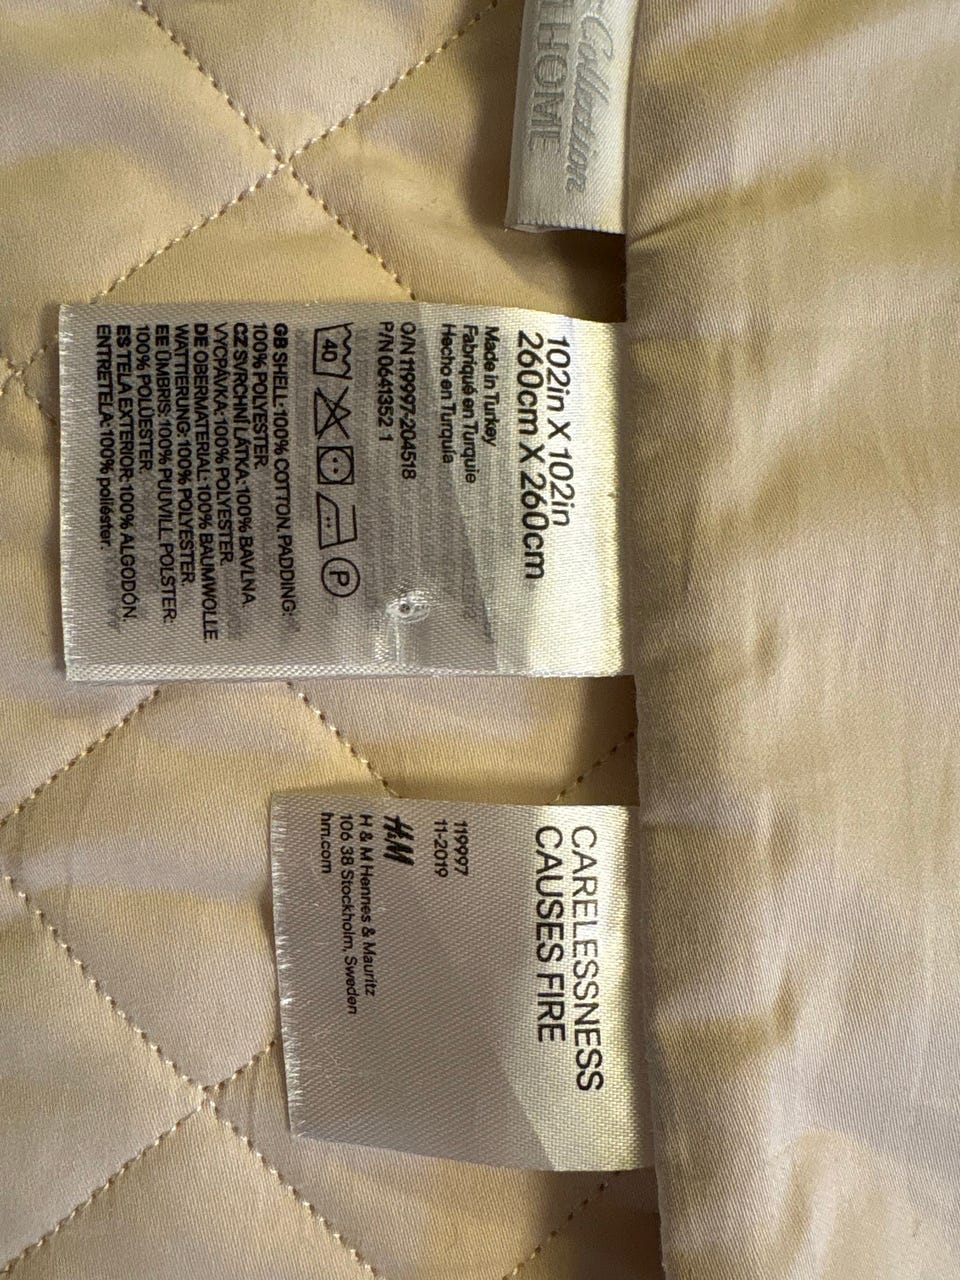 Collection
HOME
102in X 102in
260cm X 260cm
Made in Turkey
Fabriqué en Turquie
Hecho en Turquía
O/N 119997-204518
P/N 0641352 1
40
P
GB SHELL: 100% COTTON. PADDING:
100% POLYESTER.
CZ SVRCHNÍ LÁTKA: 100% BAVLNA.
VYCPÁVKA: 100% POLYESTER.
DE OBERMATERIAL: 100% BAUMWOLLE.
WATTIERUNG: 100% POLYESTER.
EE ÜMBRIS: 100% PUUVILL. POLSTER:
100% POLÜESTER.
ES TELA EXTERIOR: 100% ALGODÓN.
ENTRETELA: 100% poliéster.
CARELESSNESS
CAUSES FIRE
119997
11-2019
H&M
H & M Hennes & Mauritz
106 38 Stockholm, Sweden
hm.com